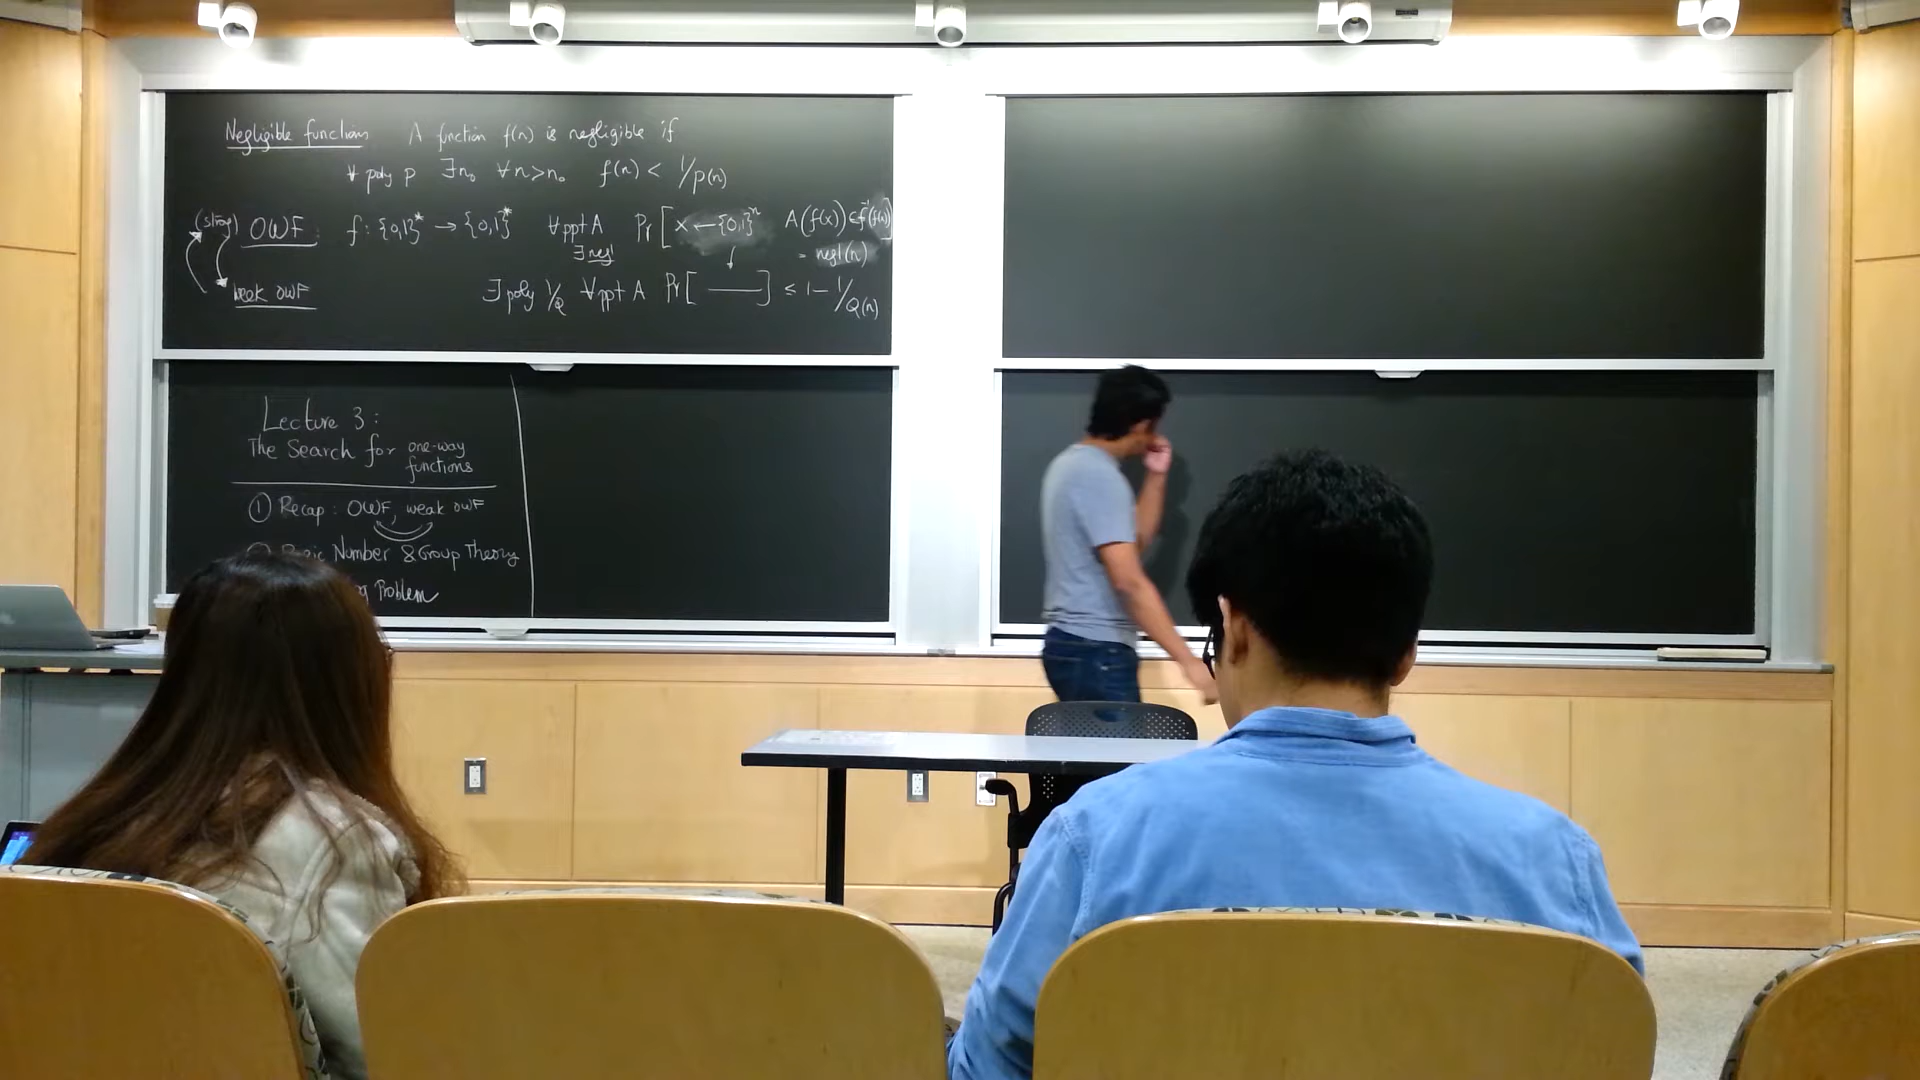 Negligible functions A function f(n) is negligible if
∀ poly p ∃n₀ ∀n>n₀ f(n) < 1/p(n)
(strong) OWF: f: {0,1}* → {0,1}* ∀ppt A Pr[x ← {0,1}ⁿ A(f(x)) ∈ f⁻¹(f(x))]
∃negl = negl(n)
weak OWF ∃ poly 1/Q ∀ppt A Pr[ —— ] ≤ 1 - 1/Q(n)
Lecture 3:
The Search for one-way
functions
① Recap: OWF, weak OWF
Number & Group Theory
Problem